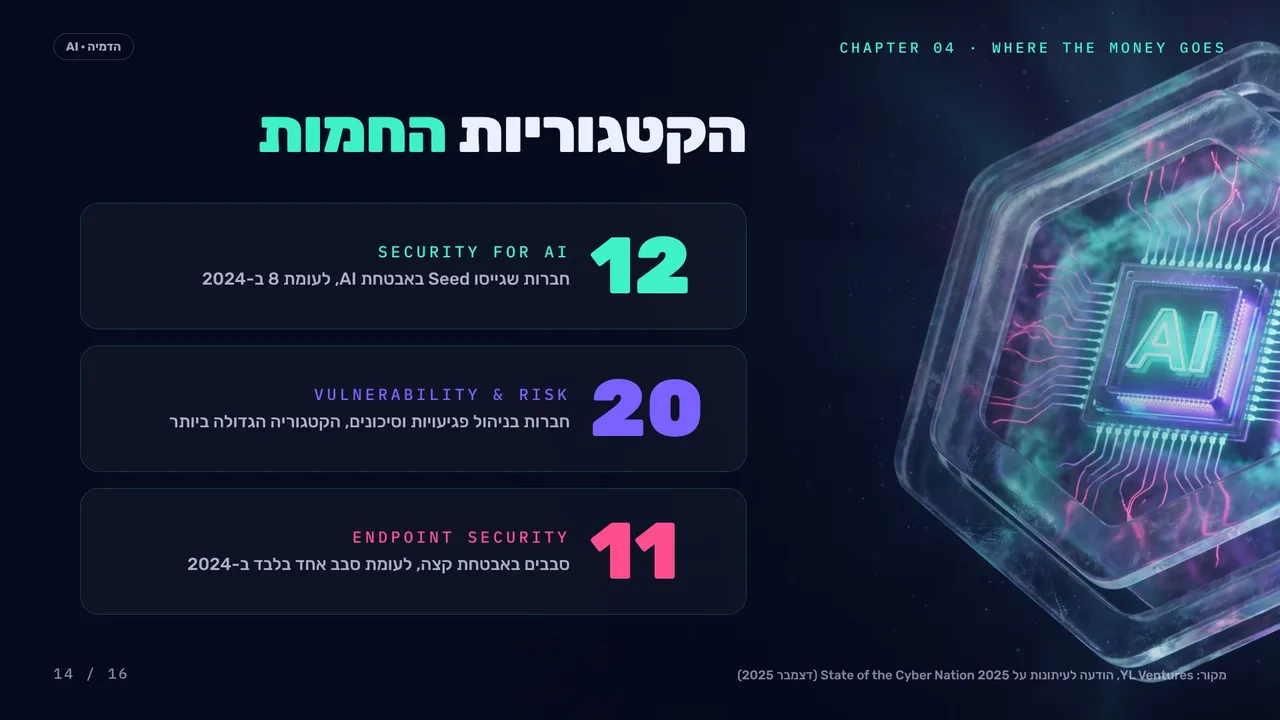 CHAPTER 04 · WHERE THE MONEY GOES
הדמיה · AI
הקטגוריות החמות
12
SECURITY FOR AI
חברות שגייסו Seed באבטחת AI, לעומת 8 ב-2024
20
VULNERABILITY & RISK
חברות בניהול פגיעויות וסיכונים, הקטגוריה הגדולה ביותר
11
ENDPOINT SECURITY
סבבים באבטחת קצה, לעומת סבב אחד בלבד ב-2024
AI
מקור: YL Ventures, הודעה לעיתונות על State of the Cyber Nation 2025 (דצמבר 2025)
14 / 16